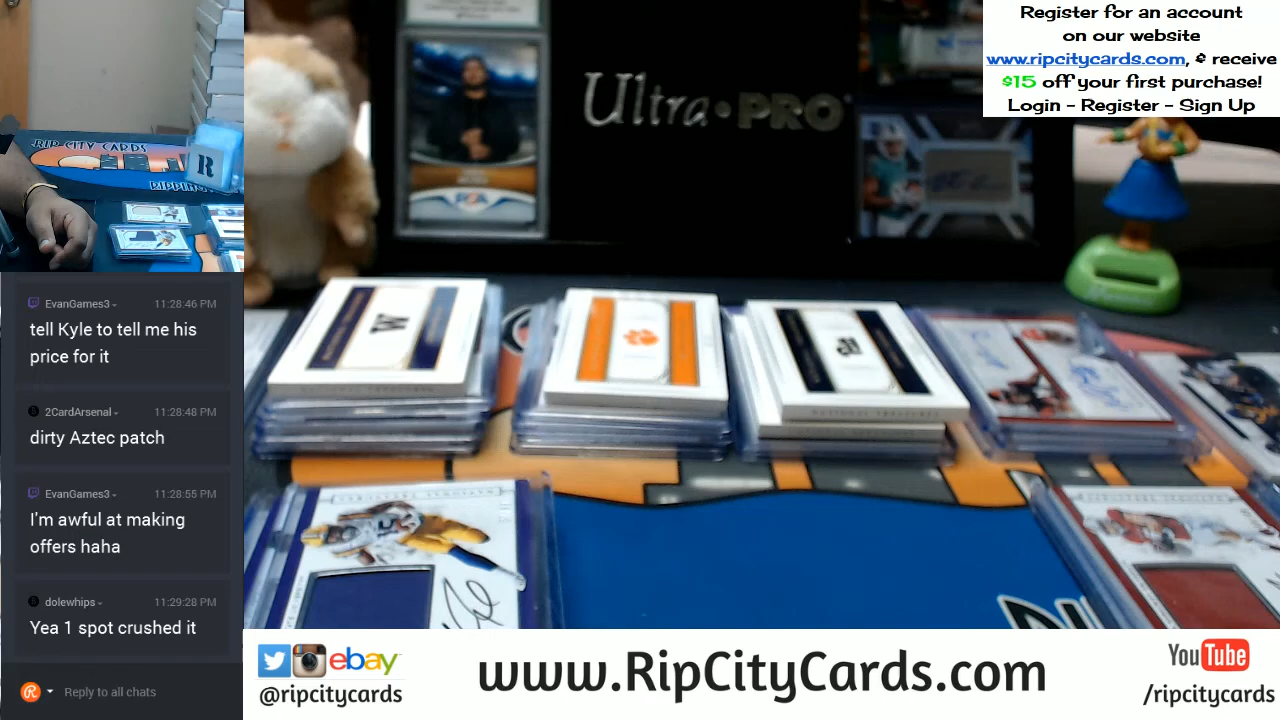 Register for an account
on our website
www.ripcitycards.com, & receive
$15 off your first purchase!
Login - Register - Sign Up
Ultra•PRO
RIP CITY CARDS
RIPPING
R
EvanGames3
11:28:46 PM
tell Kyle to tell me his
price for it
2CardArsenal
11:28:48 PM
dirty Aztec patch
EvanGames3
11:28:55 PM
I'm awful at making
offers haha
dolewhips
11:29:28 PM
Yea 1 spot crushed it
Reply to all chats
W
NATIONAL TREASURES
ebay
@ripcitycards
www.RipCityCards.com
YouTube
/ripcitycards